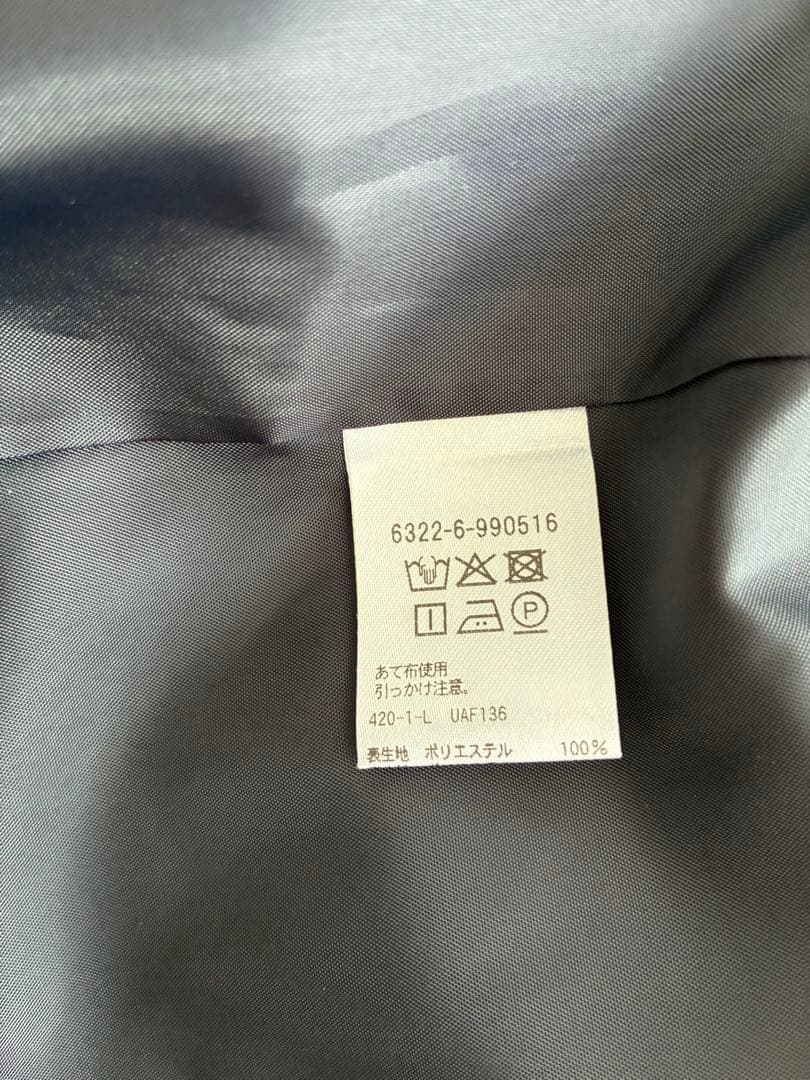 6322-6-990516
P
あて布使用
引っかけ注意。
420-1-L UAF136
表生地 ポリエステル 100%